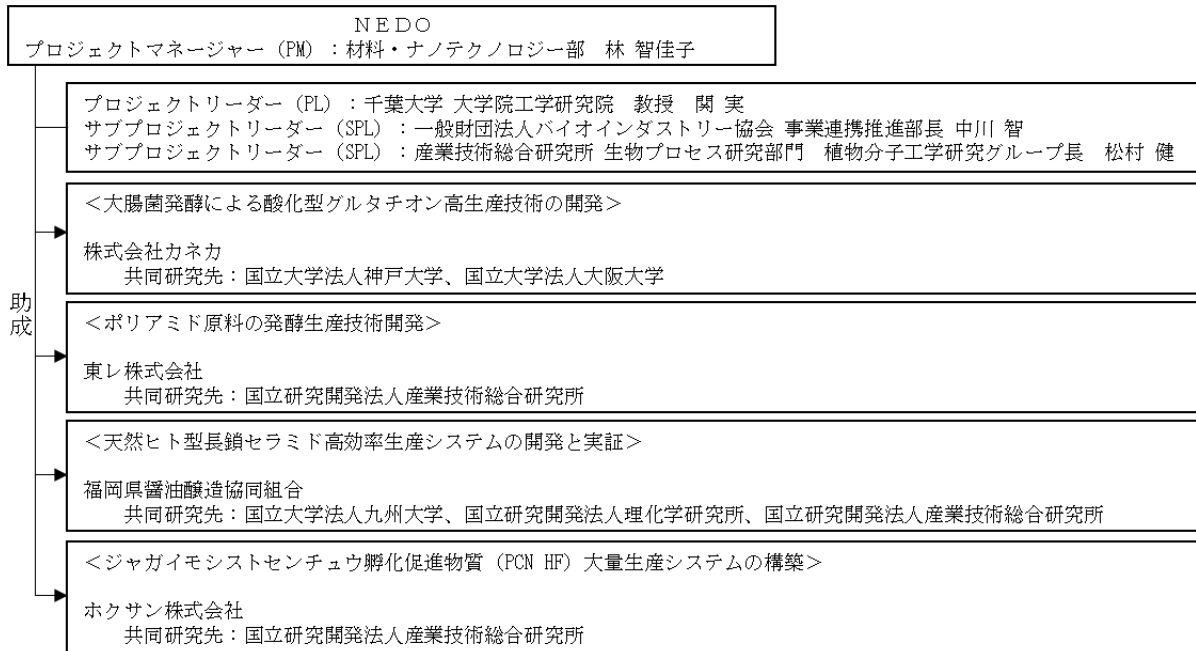 ＮＥＤＯ
プロジェクトマネージャー（PM）：材料・ナノテクノロジー部　林 智佳子
プロジェクトリーダー（PL）：千葉大学 大学院工学研究院　教授　関 実
サブプロジェクトリーダー（SPL）：一般財団法人バイオインダストリー協会 事業連携推進部長 中川 智
サブプロジェクトリーダー（SPL）：産業技術総合研究所 生物プロセス研究部門　植物分子工学研究グループ長　松村 健
助成
＜大腸菌発酵による酸化型グルタチオン高生産技術の開発＞
株式会社カネカ
共同研究先：国立大学法人神戸大学、国立大学法人大阪大学
＜ポリアミド原料の発酵生産技術開発＞
東レ株式会社
共同研究先：国立研究開発法人産業技術総合研究所
＜天然ヒト型長鎖セラミド高効率生産システムの開発と実証＞
福岡県醤油醸造協同組合
共同研究先：国立大学法人九州大学、国立研究開発法人理化学研究所、国立研究開発法人産業技術総合研究所
＜ジャガイモシストセンチュウ孵化促進物質（PCN HF）大量生産システムの構築＞
ホクサン株式会社
共同研究先：国立研究開発法人産業技術総合研究所